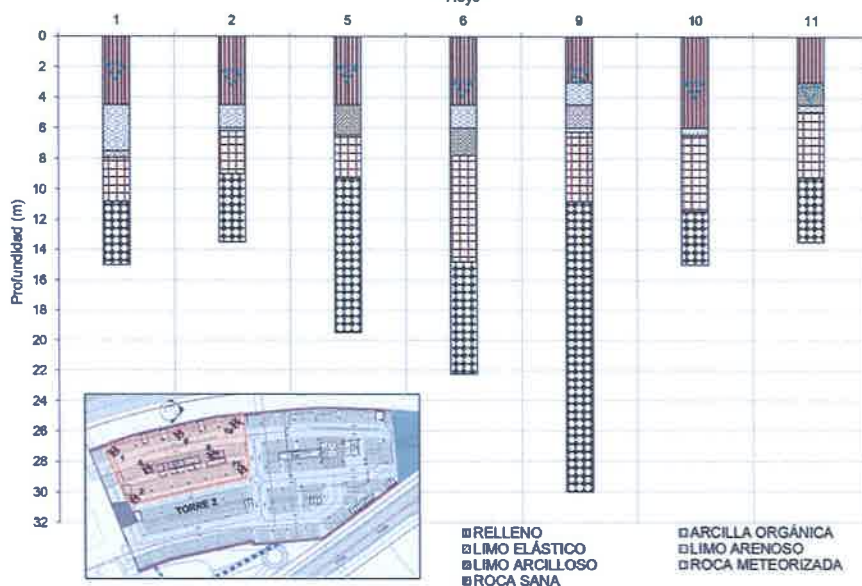 1 2 5 6 9 10 11
Profundidad (m)
0
2
4
6
8
10
12
14
16
18
20
22
24
26
28
30
32
TORRE 2
RELLENO
ARCILLA ORGÁNICA
LIMO ELÁSTICO
LIMO ARENOSO
LIMO ARCILLOSO
ROCA METEORIZADA
ROCA SANA